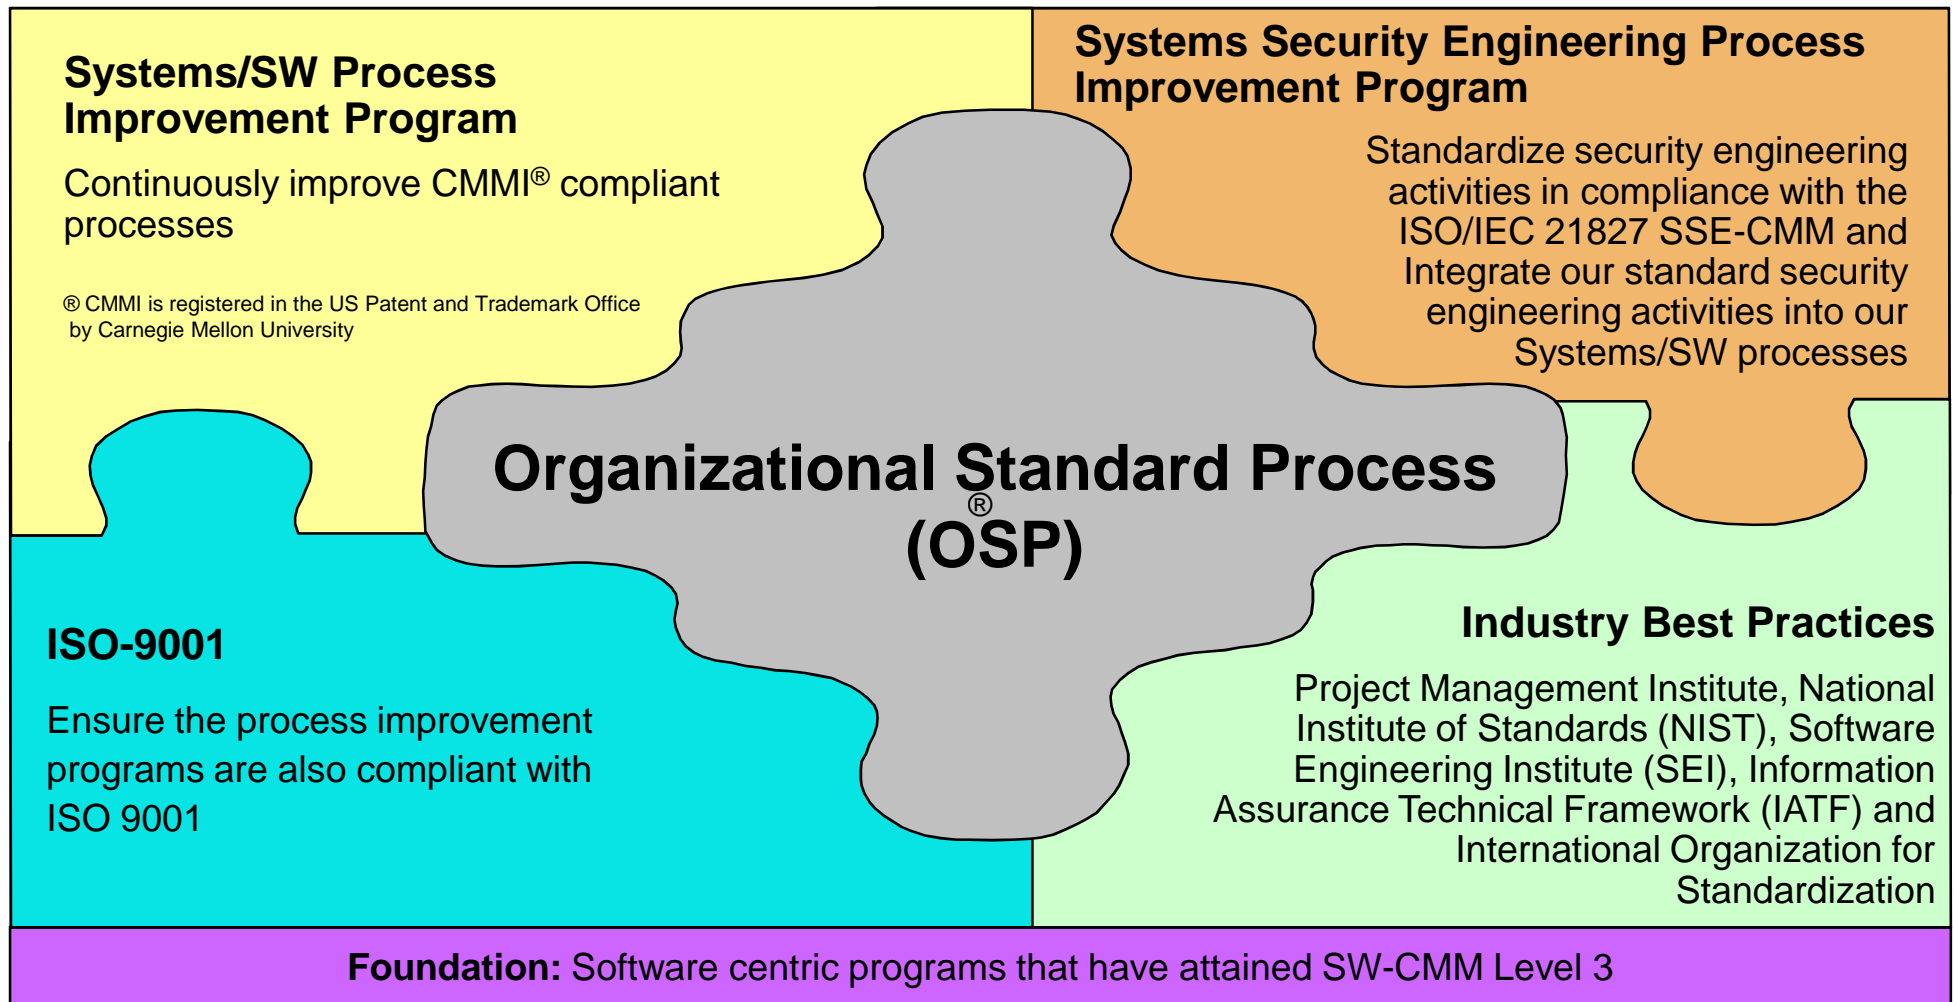 Systems/SW Process
Improvement Program
Continuously improve CMMI® compliant
processes
® CMMI is registered in the US Patent and Trademark Office
by Carnegie Mellon University
Systems Security Engineering Process
Improvement Program
Standardize security engineering
activities in compliance with the
ISO/IEC 21827 SSE-CMM and
Integrate our standard security
engineering activities into our
Systems/SW processes
Organizational Standard Process
®
(OSP)
ISO-9001
Ensure the process improvement
programs are also compliant with
ISO 9001
Industry Best Practices
Project Management Institute, National
Institute of Standards (NIST), Software
Engineering Institute (SEI), Information
Assurance Technical Framework (IATF) and
International Organization for
Standardization
Foundation: Software centric programs that have attained SW-CMM Level 3